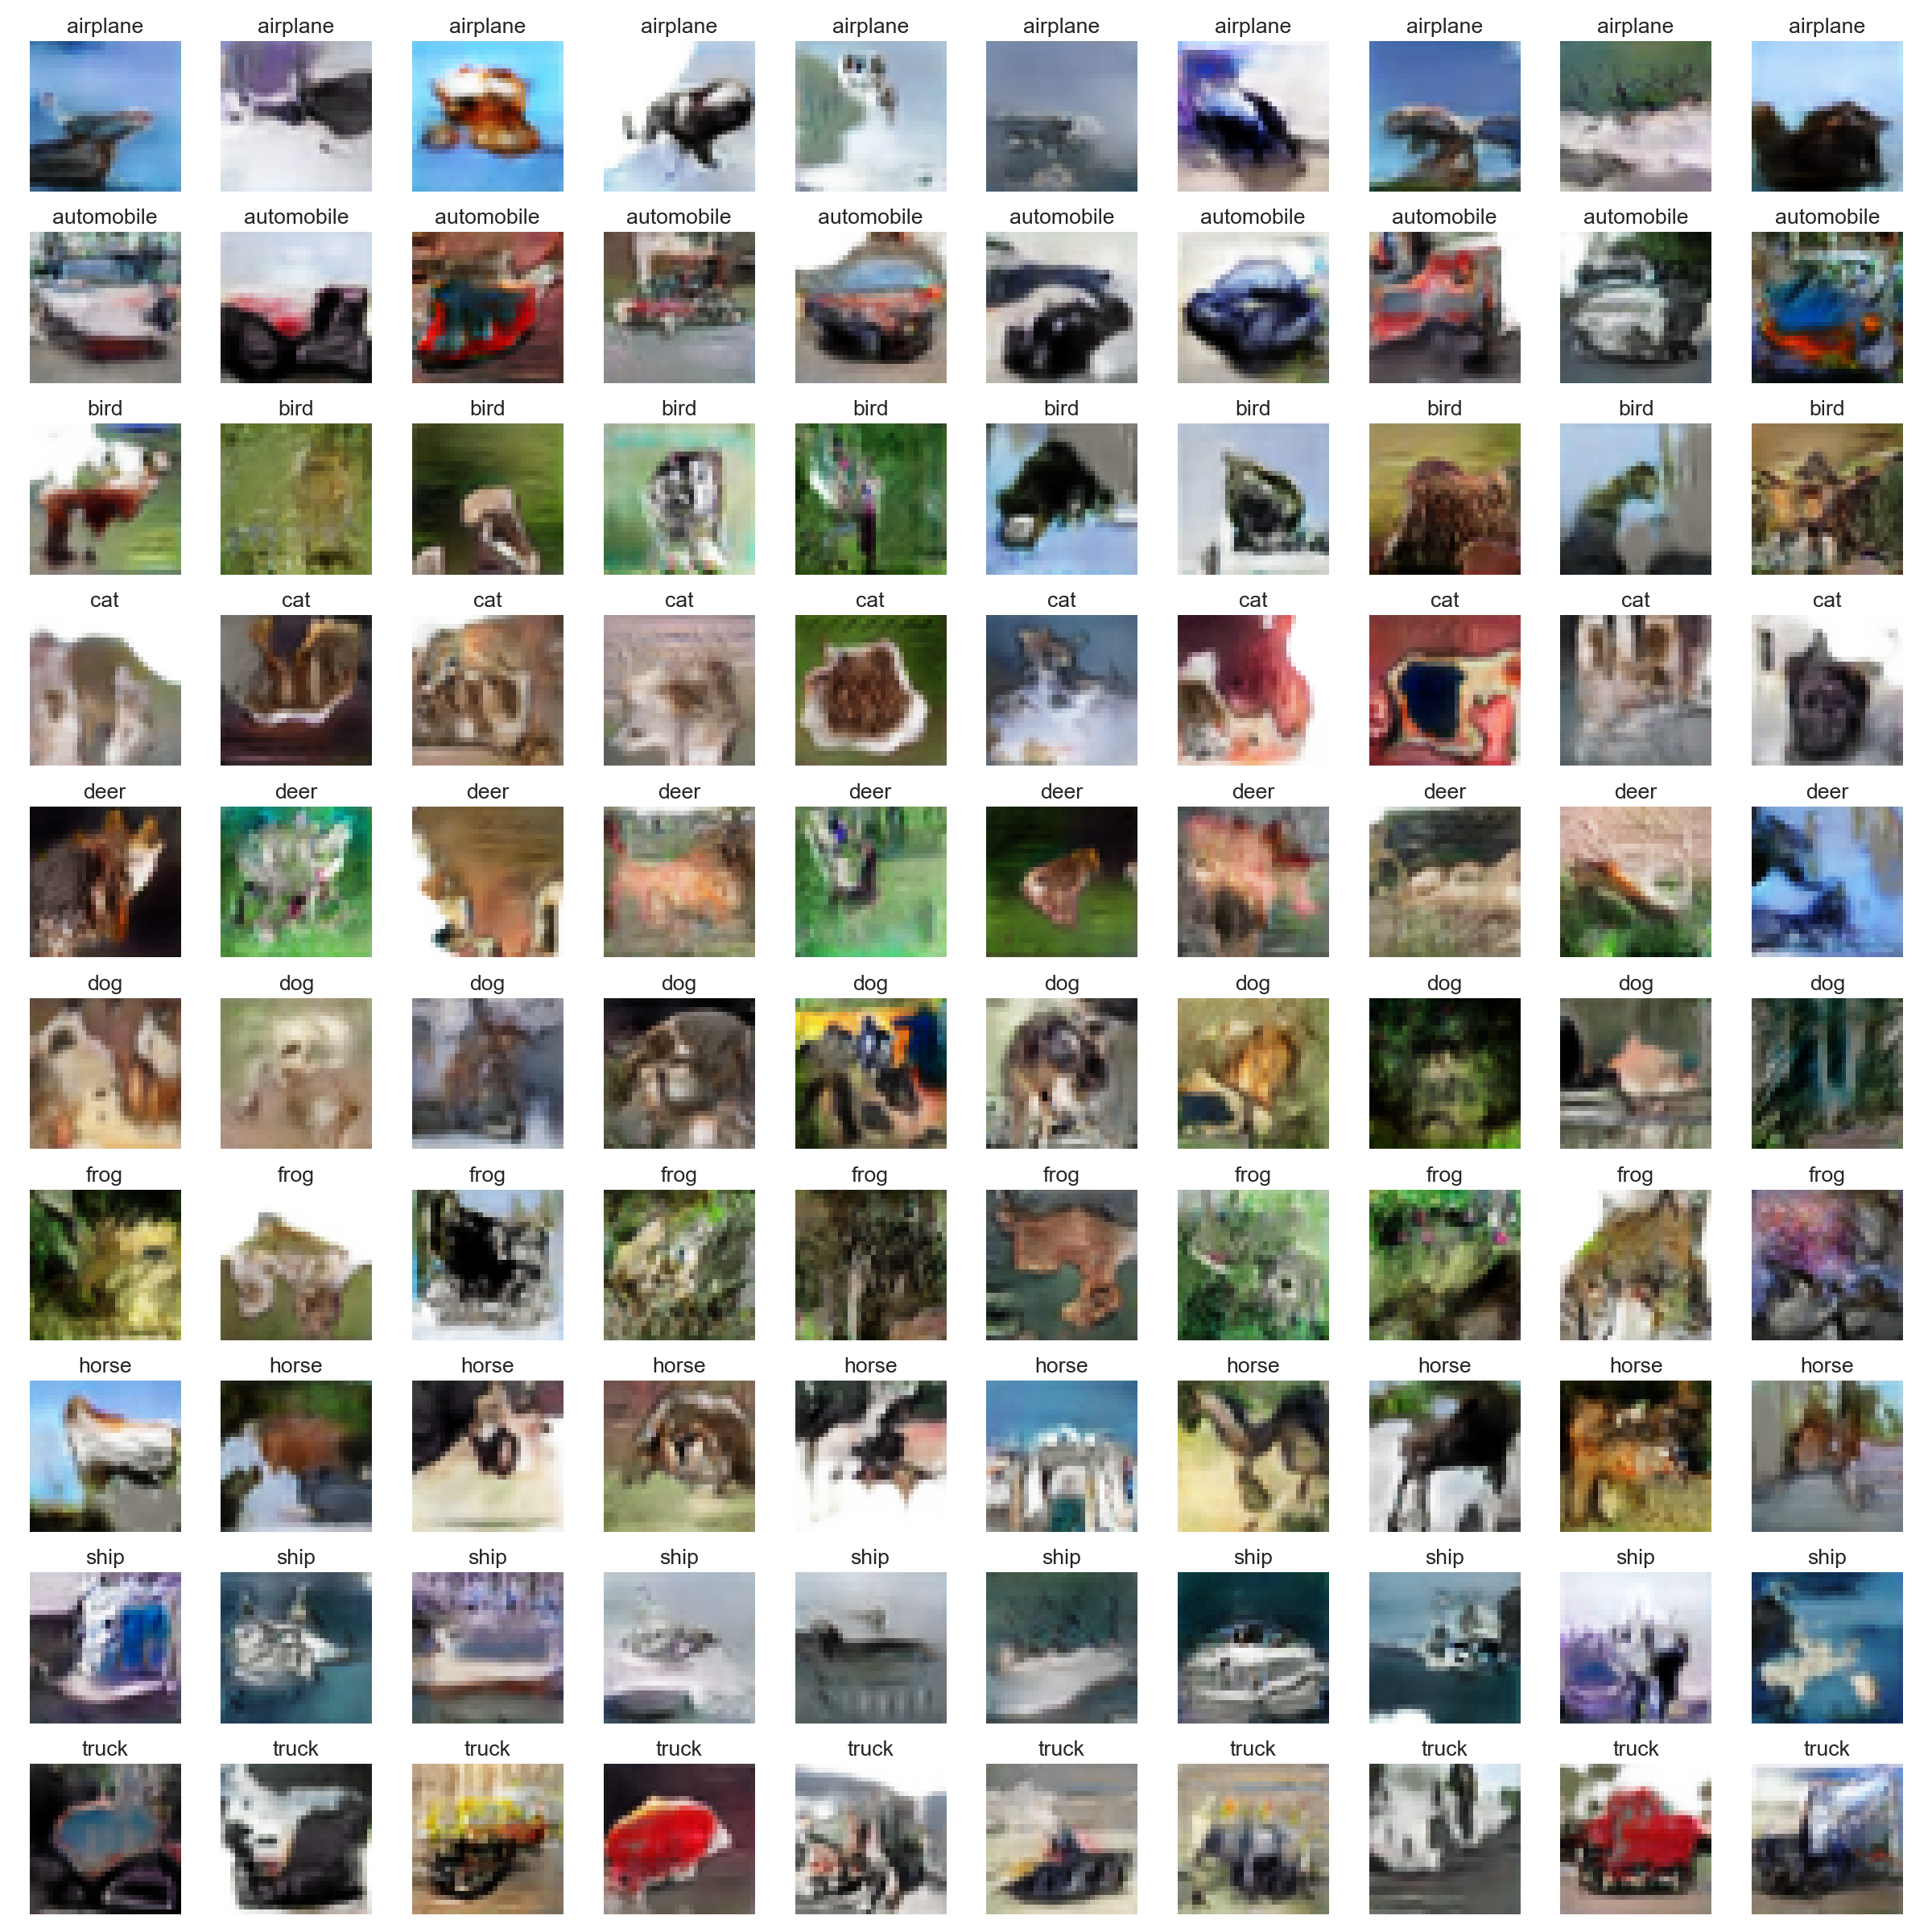 airplane airplane airplane airplane airplane airplane airplane airplane airplane airplane
automobile automobile automobile automobile automobile automobile automobile automobile automobile automobile
bird bird bird bird bird bird bird bird bird bird
cat cat cat cat cat cat cat cat cat cat
deer deer deer deer deer deer deer deer deer deer
dog dog dog dog dog dog dog dog dog dog
frog frog frog frog frog frog frog frog frog frog
horse horse horse horse horse horse horse horse horse horse
ship ship ship ship ship ship ship ship ship ship
truck truck truck truck truck truck truck truck truck truck